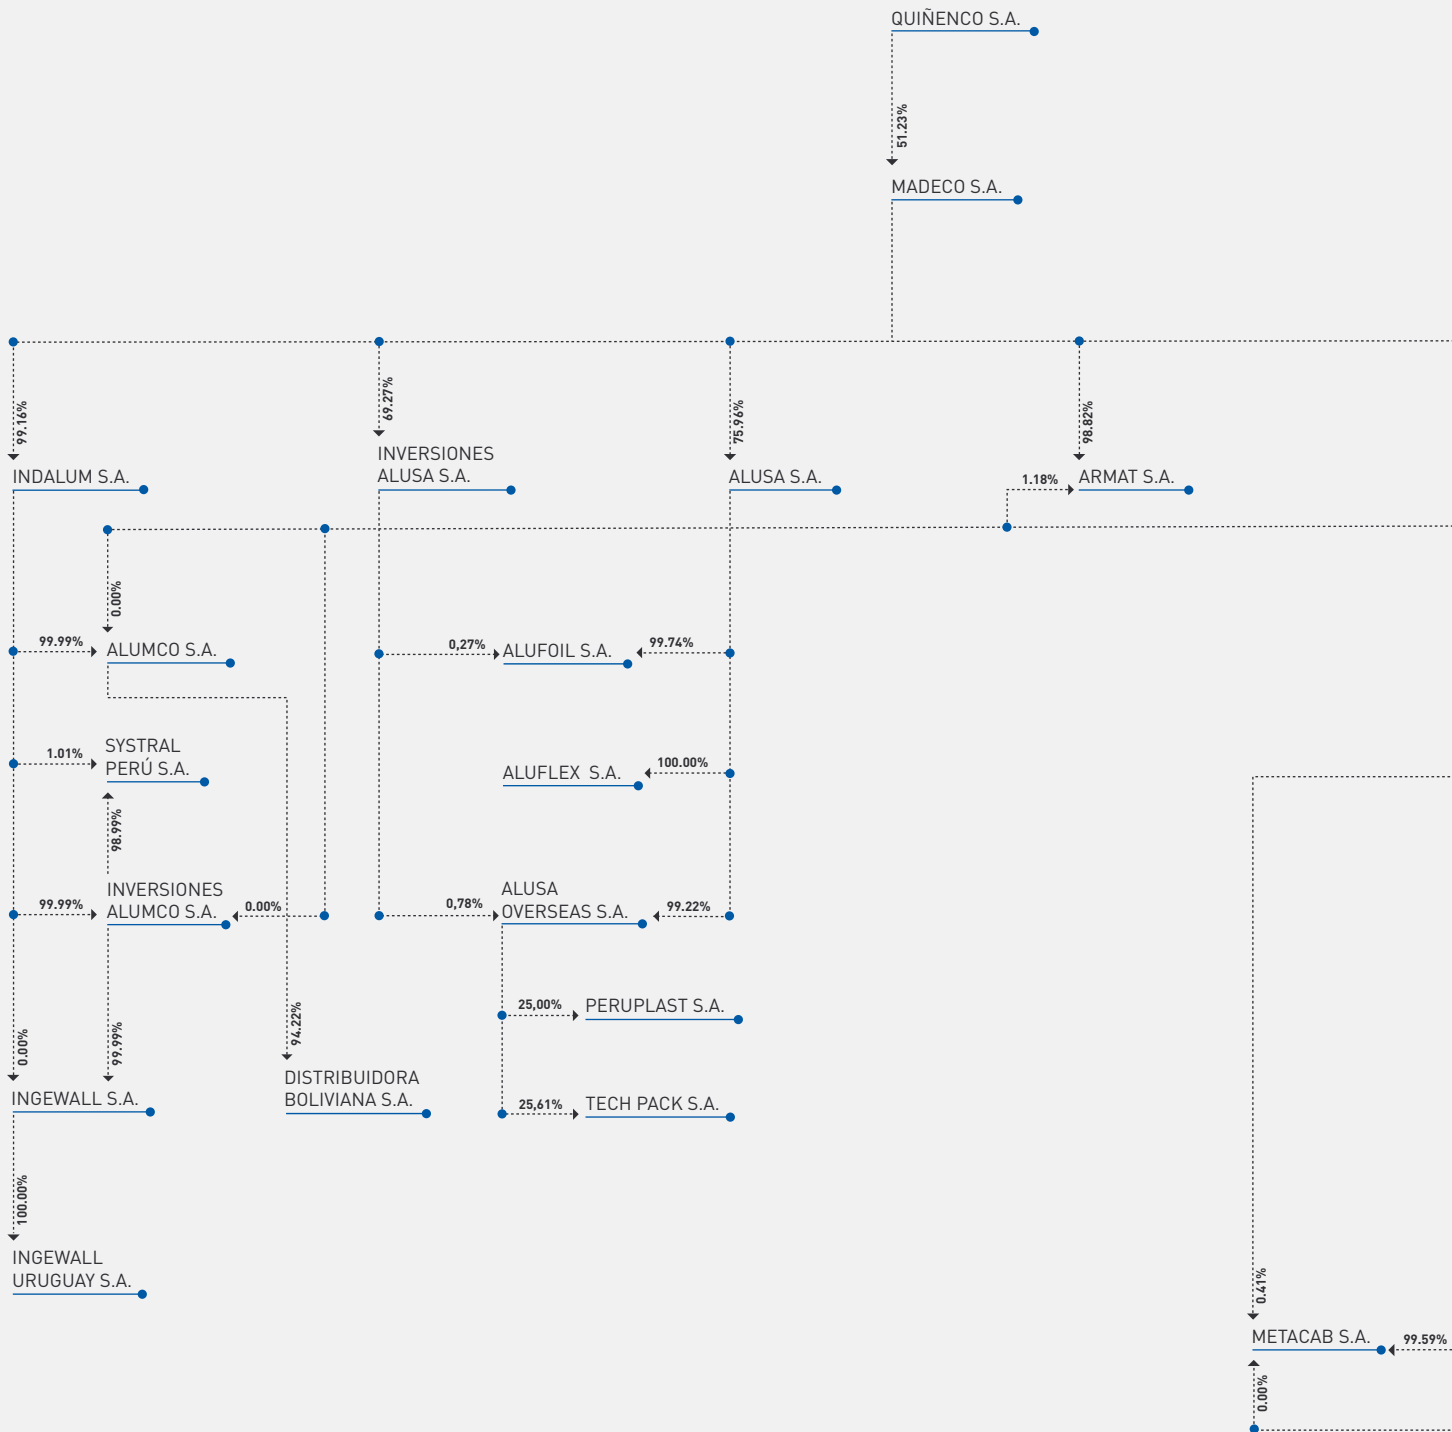 QUIÑENCO S.A.
51.23%
MADECO S.A.
99.16%
69.27%
75.96%
98.82%
INDALUM S.A.
INVERSIONES
ALUSA S.A.
ALUSA S.A.
1.18%
ARMAT S.A.
0.00%
99.99%
ALUMCO S.A.
0,27%
ALUFOIL S.A.
99.74%
1.01%
SYSTRAL
PERÚ S.A.
ALUFLEX S.A.
100.00%
98.99%
99.99%
INVERSIONES
ALUMCO S.A.
0.00%
0,78%
ALUSA
OVERSEAS S.A.
99.22%
25,00%
PERUPLAST S.A.
0.00%
99.99%
94.22%
INGEWALL S.A.
DISTRIBUIDORA
BOLIVIANA S.A.
25,61%
TECH PACK S.A.
100.00%
INGEWALL
URUGUAY S.A.
0.41%
METACAB S.A.
99.59%
0.00%